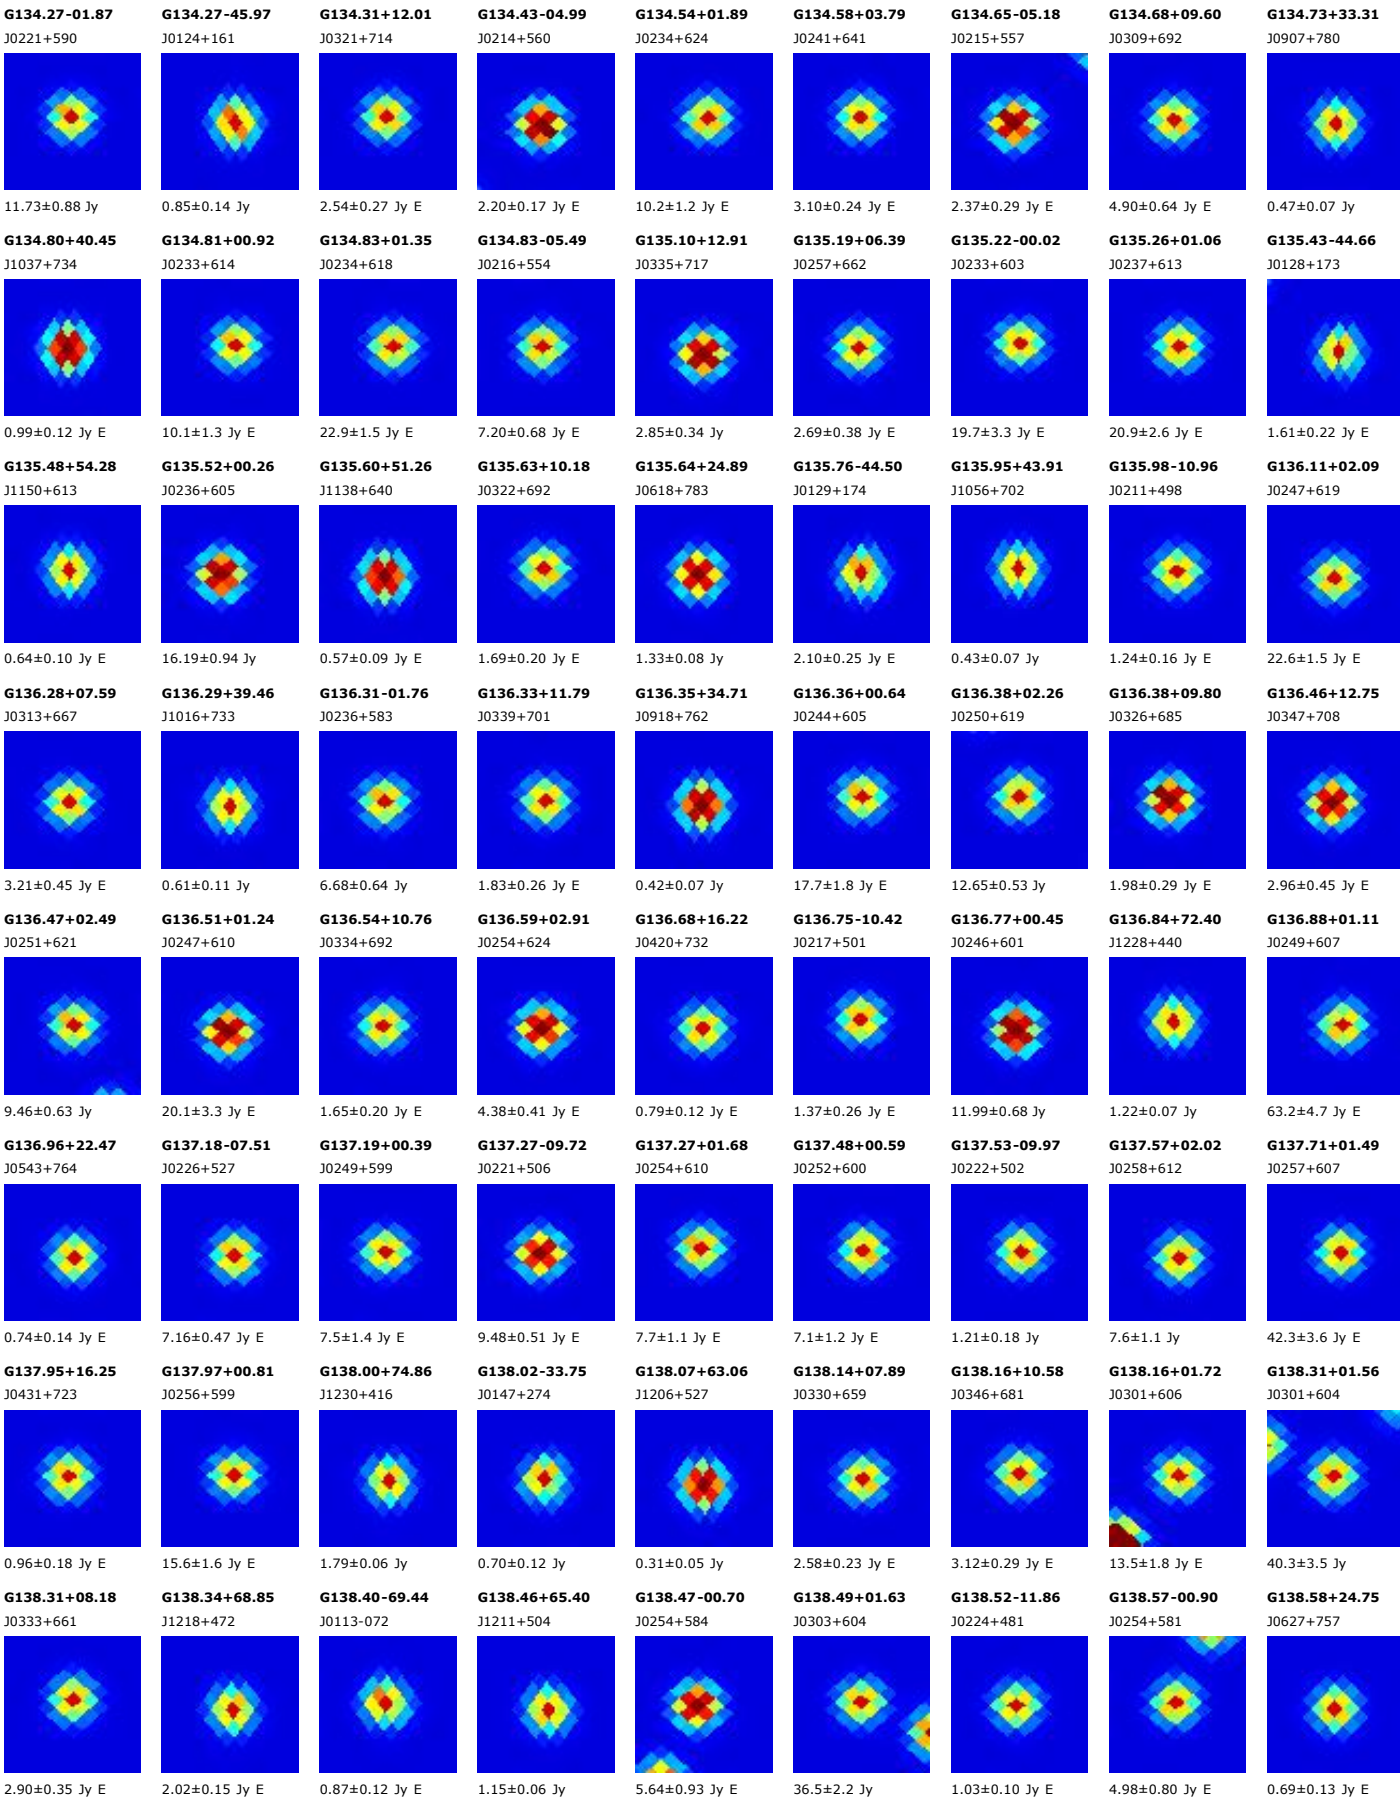 G134.27-01.87 G134.27-45.97 G134.31+12.01 G134.43-04.99 G134.54+01.89 G134.58+03.79 G134.65-05.18 G134.68+09.60 G134.73+33.31
J0221+590 J0124+161 J0321+714 J0214+560 J0234+624 J0241+641 J0215+557 J0309+692 J0907+780
11.73±0.88 Jy 0.85±0.14 Jy 2.54±0.27 Jy E 2.20±0.17 Jy E 10.2±1.2 Jy E 3.10±0.24 Jy E 2.37±0.29 Jy E 4.90±0.64 Jy E 0.47±0.07 Jy
G134.80+40.45 G134.81+00.92 G134.83+01.35 G134.83-05.49 G135.10+12.91 G135.19+06.39 G135.22-00.02 G135.26+01.06 G135.43-44.66
J1037+734 J0233+614 J0234+618 J0216+554 J0335+717 J0257+662 J0233+603 J0237+613 J0128+173
0.99±0.12 Jy E 10.1±1.3 Jy E 22.9±1.5 Jy E 7.20±0.68 Jy E 2.85±0.34 Jy 2.69±0.38 Jy E 19.7±3.3 Jy E 20.9±2.6 Jy E 1.61±0.22 Jy E
G135.48+54.28 G135.52+00.26 G135.60+51.26 G135.63+10.18 G135.64+24.89 G135.76-44.50 G135.95+43.91 G135.98-10.96 G136.11+02.09
J1150+613 J0236+605 J1138+640 J0322+692 J0618+783 J0129+174 J1056+702 J0211+498 J0247+619
0.64±0.10 Jy E 16.19±0.94 Jy 0.57±0.09 Jy E 1.69±0.20 Jy E 1.33±0.08 Jy 2.10±0.25 Jy E 0.43±0.07 Jy 1.24±0.16 Jy E 22.6±1.5 Jy E
G136.28+07.59 G136.29+39.46 G136.31-01.76 G136.33+11.79 G136.35+34.71 G136.36+00.64 G136.38+02.26 G136.38+09.80 G136.46+12.75
J0313+667 J1016+733 J0236+583 J0339+701 J0918+762 J0244+605 J0250+619 J0326+685 J0347+708
3.21±0.45 Jy E 0.61±0.11 Jy 6.68±0.64 Jy 1.83±0.26 Jy E 0.42±0.07 Jy 17.7±1.8 Jy E 12.65±0.53 Jy 1.98±0.29 Jy E 2.96±0.45 Jy E
G136.47+02.49 G136.51+01.24 G136.54+10.76 G136.59+02.91 G136.68+16.22 G136.75-10.42 G136.77+00.45 G136.84+72.40 G136.88+01.11
J0251+621 J0247+610 J0334+692 J0254+624 J0420+732 J0217+501 J0246+601 J1228+440 J0249+607
9.46±0.63 Jy 20.1±3.3 Jy E 1.65±0.20 Jy E 4.38±0.41 Jy E 0.79±0.12 Jy E 1.37±0.26 Jy E 11.99±0.68 Jy 1.22±0.07 Jy 63.2±4.7 Jy E
G136.96+22.47 G137.18-07.51 G137.19+00.39 G137.27-09.72 G137.27+01.68 G137.48+00.59 G137.53-09.97 G137.57+02.02 G137.71+01.49
J0543+764 J0226+527 J0249+599 J0221+506 J0254+610 J0252+600 J0222+502 J0258+612 J0257+607
0.74±0.14 Jy E 7.16±0.47 Jy E 7.5±1.4 Jy E 9.48±0.51 Jy E 7.7±1.1 Jy E 7.1±1.2 Jy E 1.21±0.18 Jy 7.6±1.1 Jy 42.3±3.6 Jy E
G137.95+16.25 G137.97+00.81 G138.00+74.86 G138.02-33.75 G138.07+63.06 G138.14+07.89 G138.16+10.58 G138.16+01.72 G138.31+01.56
J0431+723 J0256+599 J1230+416 J0147+274 J1206+527 J0330+659 J0346+681 J0301+606 J0301+604
0.96±0.18 Jy E 15.6±1.6 Jy E 1.79±0.06 Jy 0.70±0.12 Jy 0.31±0.05 Jy 2.58±0.23 Jy E 3.12±0.29 Jy E 13.5±1.8 Jy E 40.3±3.5 Jy
G138.31+08.18 G138.34+68.85 G138.40-69.44 G138.46+65.40 G138.47-00.70 G138.49+01.63 G138.52-11.86 G138.57-00.90 G138.58+24.75
J0333+661 J1218+472 J0113-072 J1211+504 J0254+584 J0303+604 J0224+481 J0254+581 J0627+757
2.90±0.35 Jy E 2.02±0.15 Jy E 0.87±0.12 Jy E 1.15±0.06 Jy 5.64±0.93 Jy E 36.5±2.2 Jy 1.03±0.10 Jy E 4.98±0.80 Jy E 0.69±0.13 Jy E